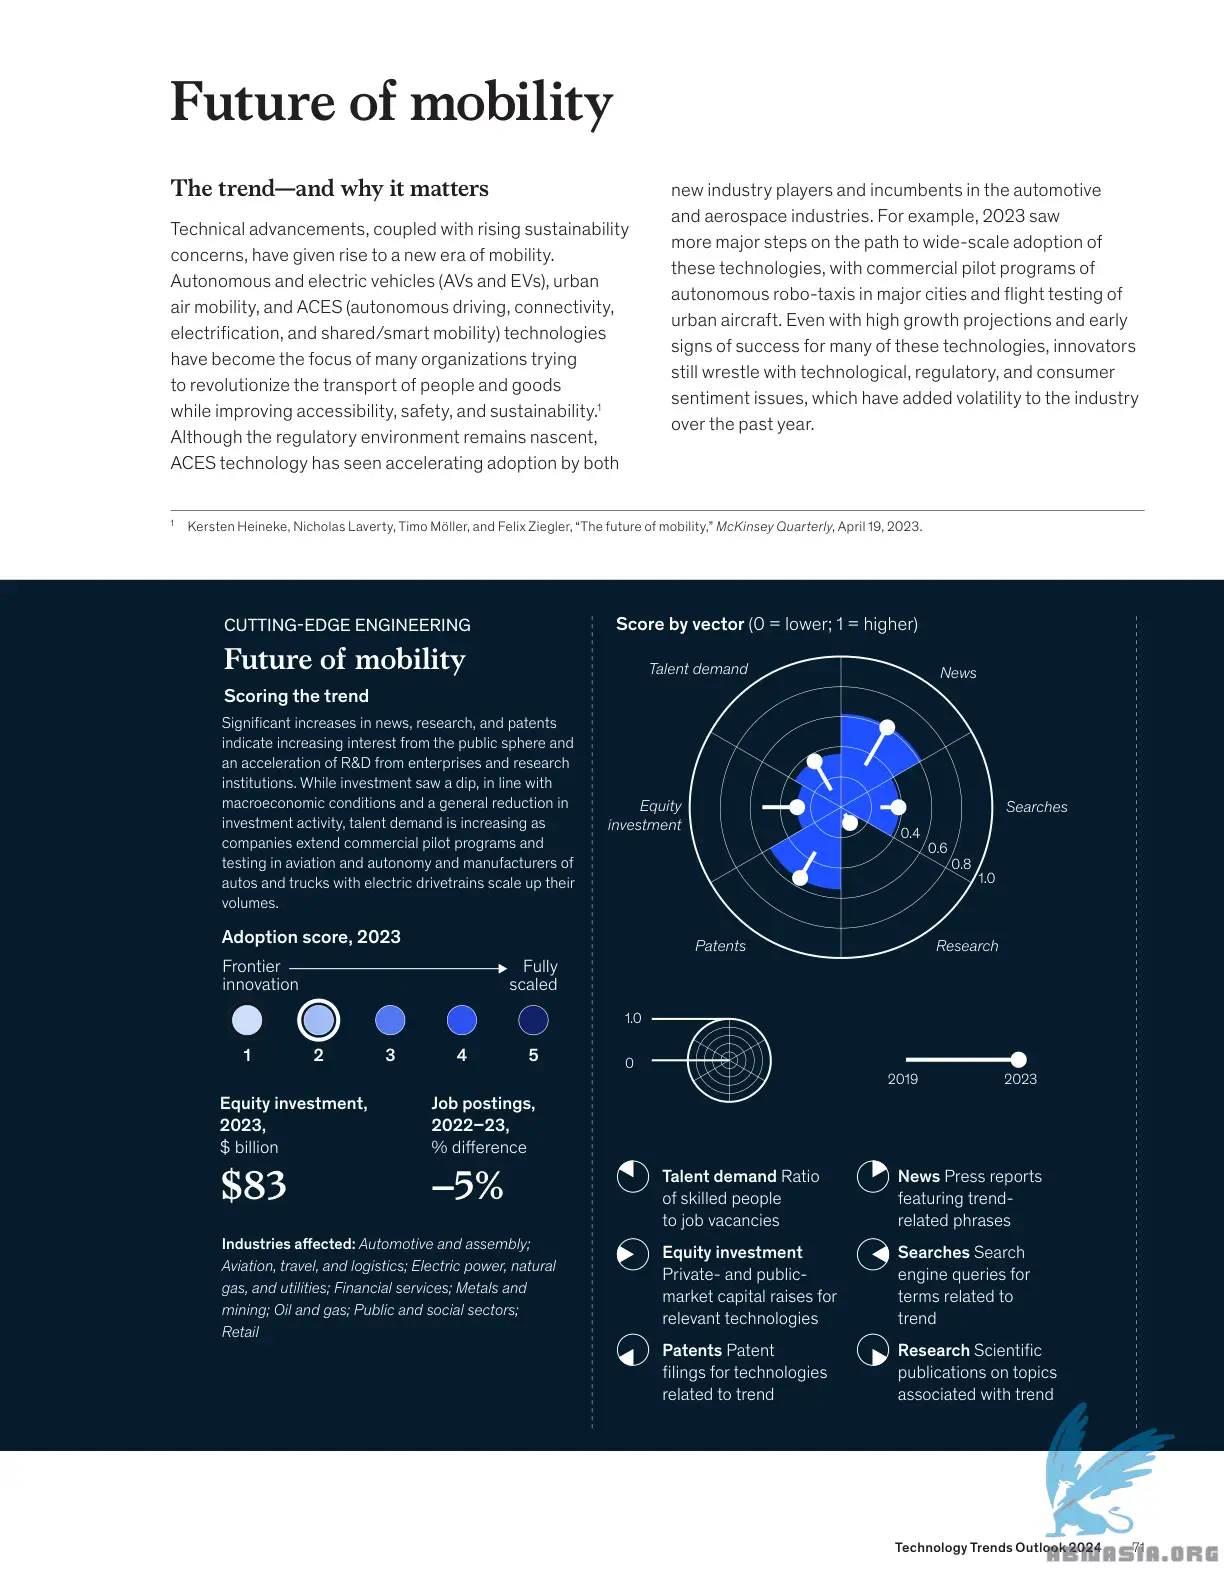 Future of mobility
The trend—and why it matters
Technical advancements, coupled with rising sustainability
concerns, have given rise to a new era of mobility.
Autonomous and electric vehicles (AVs and EVs), urban
air mobility, and ACES (autonomous driving, connectivity,
electrification, and shared/smart mobility) technologies
have become the focus of many organizations trying
to revolutionize the transport of people and goods
while improving accessibility, safety, and sustainability.1
Although the regulatory environment remains nascent,
ACES technology has seen accelerating adoption by both
new industry players and incumbents in the automotive
and aerospace industries. For example, 2023 saw
more major steps on the path to wide-scale adoption of
these technologies, with commercial pilot programs of
autonomous robo-taxis in major cities and flight testing of
urban aircraft. Even with high growth projections and early
signs of success for many of these technologies, innovators
still wrestle with technological, regulatory, and consumer
sentiment issues, which have added volatility to the industry
over the past year.
1 Kersten Heineke, Nicholas Laverty, Timo Möller, and Felix Ziegler, “The future of mobility,” McKinsey Quarterly, April 19, 2023.
CUTTING-EDGE ENGINEERING
Future of mobility
Scoring the trend
Significant increases in news, research, and patents
indicate increasing interest from the public sphere and
an acceleration of R&D from enterprises and research
institutions. While investment saw a dip, in line with
macroeconomic conditions and a general reduction in
investment activity, talent demand is increasing as
companies extend commercial pilot programs and
testing in aviation and autonomy and manufacturers of
autos and trucks with electric drivetrains scale up their
volumes.
Adoption score, 2023
Frontier
innovation
Fully
scaled
1 2 3 4 5
Equity investment,
2023,
$ billion
$83
Job postings,
2022–23,
% difference
–5%
Industries affected: Automotive and assembly;
Aviation, travel, and logistics; Electric power, natural
gas, and utilities; Financial services; Metals and
mining; Oil and gas; Public and social sectors;
Retail
Score by vector (0 = lower; 1 = higher)
Talent demand
News
Equity
investment
Searches
0.4
0.6
0.8
1.0
Patents
Research
1.0
0
2019
2023
Talent demand Ratio
of skilled people
to job vacancies
News Press reports
featuring trend-
related phrases
Equity investment
Private- and public-
market capital raises for
relevant technologies
Searches Search
engine queries for
terms related to
trend
Patents Patent
filings for technologies
related to trend
Research Scientific
publications on topics
associated with trend
Technology Trends Outlook 2024 71
ABMASIA.ORG